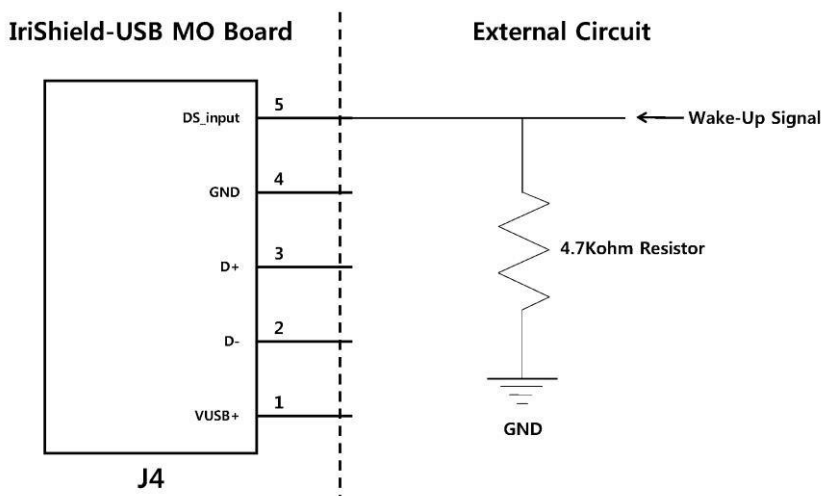 IriShield-USB MO Board
External Circuit
DS_input
5
Wake-Up Signal
GND
4
D+
3
4.7Kohm Resistor
D-
2
VUSB+
1
GND
J4